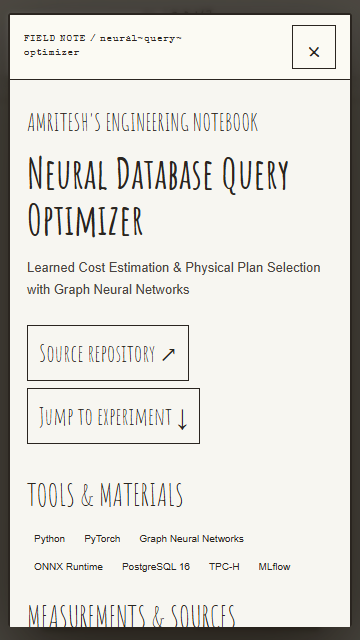 FIELD NOTE / neural-query-
optimizer
×
Amritesh's Engineering Notebook
Neural Database Query
Optimizer
Learned Cost Estimation & Physical Plan Selection
with Graph Neural Networks
Source repository ↗
Jump to experiment ↓
Tools & Materials
Python PyTorch Graph Neural Networks
ONNX Runtime PostgreSQL 16 TPC-H MLflow
Measurements & Sources